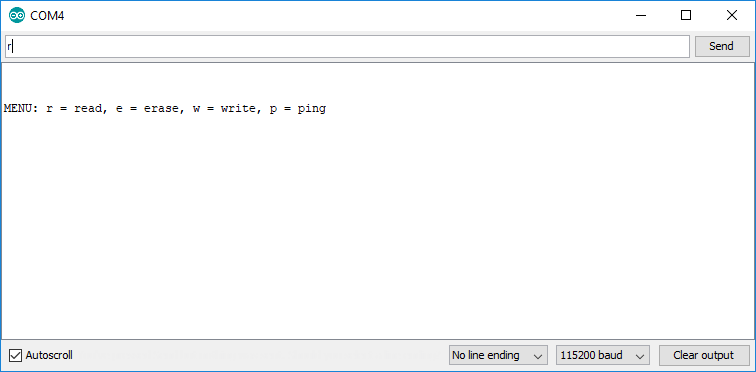 COM4
r
Send
MENU: r = read, e = erase, w = write, p = ping
Autoscroll
No line ending
115200 baud
Clear output